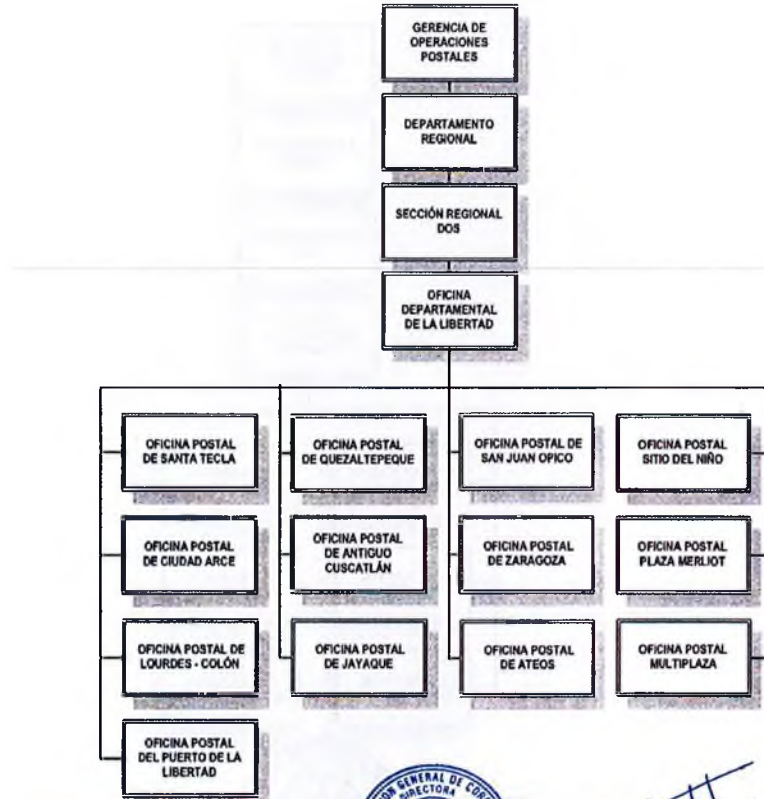 GERENCIA DE
OPERACIONES
POSTALES
DEPARTAMENTO
REGIONAL
SECCIÓN REGIONAL
DOS
OFICINA
DEPARTAMENTAL
DE LA LIBERTAD
OFICINA POSTAL
DE SANTA TECLA
OFICINA POSTAL
DE QUEZALTEPEQUE
OFICINA POSTAL DE
SAN JUAN OPICO
OFICINA POSTAL
SITIO DEL NIÑO
OFICINA POSTAL
DE CIUDAD ARCE
OFICINA POSTAL
DE ANTIGUO
CUSCATLÁN
OFICINA POSTAL
DE ZARAGOZA
OFICINA POSTAL
PLAZA MERLIOT
OFICINA POSTAL DE
LOURDES - COLÓN
OFICINA POSTAL
DE JAYAQUE
OFICINA POSTAL
DE ATEOS
OFICINA POSTAL
MULTIPLAZA
OFICINA POSTAL
DEL PUERTO DE LA
LIBERTAD
GENERAL DE
DIRECTORA